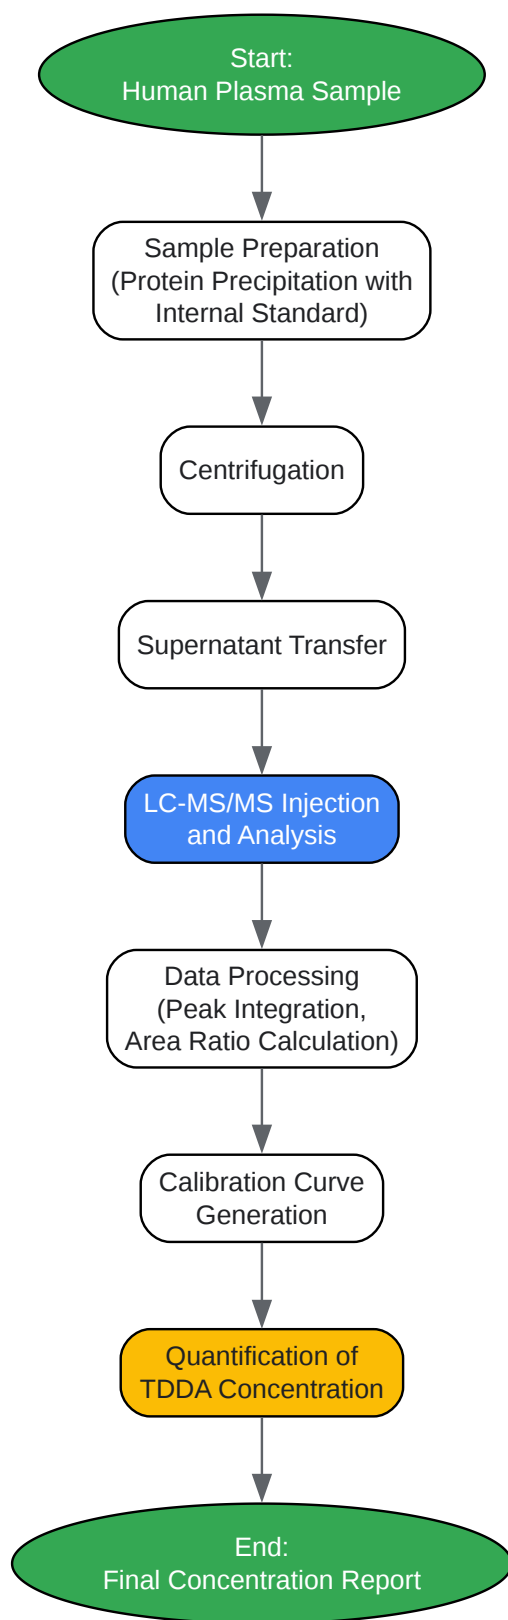 Start:
Human Plasma Sample
Sample Preparation
(Protein Precipitation with
Internal Standard)
Centrifugation
Supernatant Transfer
LC-MS/MS Injection
and Analysis
Data Processing
(Peak Integration,
Area Ratio Calculation)
Calibration Curve
Generation
Quantification of
TDDA Concentration
End:
Final Concentration Report